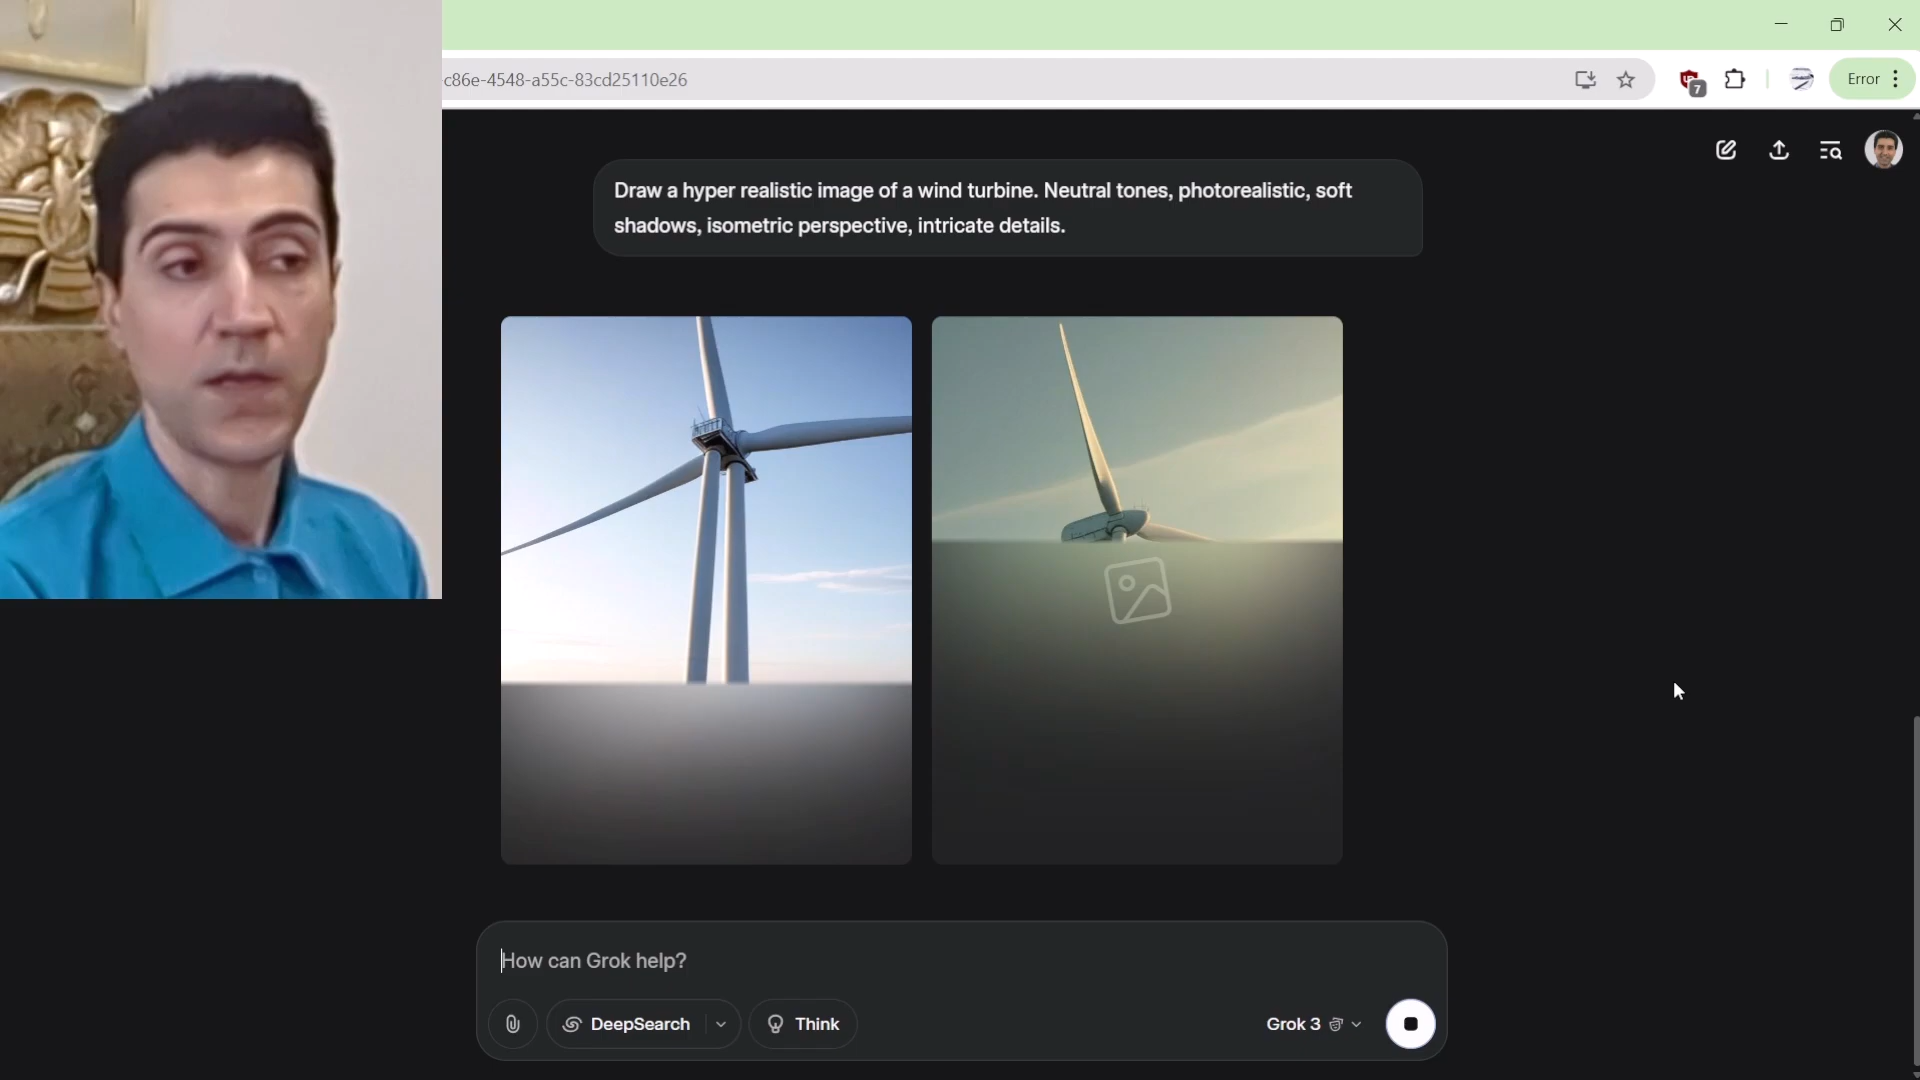 c86e-4548-a55c-83cd25110e26
7
Error
Draw a hyper realistic image of a wind turbine. Neutral tones, photorealistic, soft
shadows, isometric perspective, intricate details.
How can Grok help?
DeepSearch
Think
Grok 3